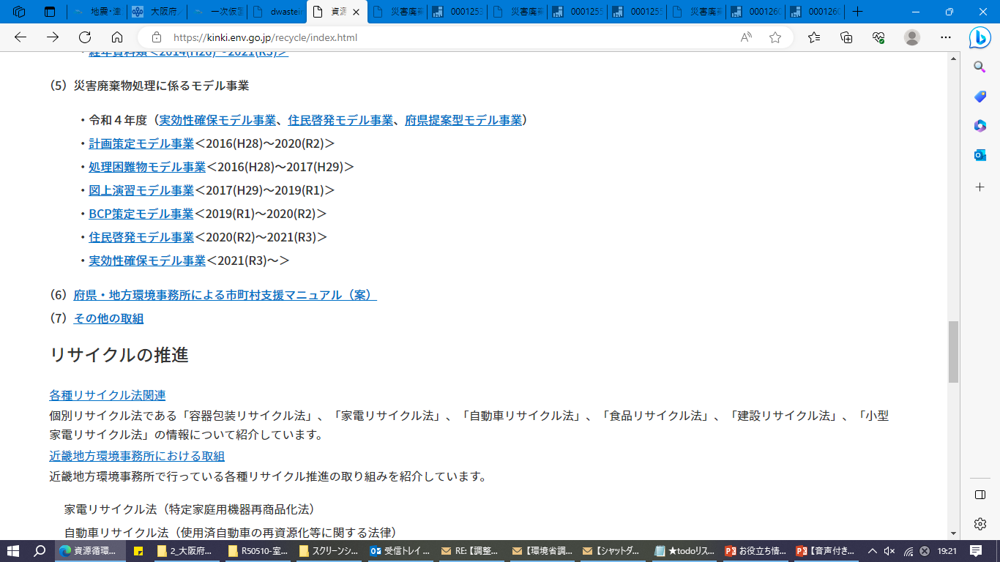 地震・津
大阪府／
一次仮置
dwastein
資源
災害廃棄
0001253
災害廃棄
0001255
0001255
災害廃棄
0001260
0001260
https://kinki.env.go.jp/recycle/index.html
・経年資料類＜2014(H26)～2021(R3)＞
（5）災害廃棄物処理に係るモデル事業
・令和４年度（実効性確保モデル事業、住民啓発モデル事業、府県提案型モデル事業）
・計画策定モデル事業＜2016(H28)～2020(R2)＞
・処理困難物モデル事業＜2016(H28)～2017(H29)＞
・図上演習モデル事業＜2017(H29)～2019(R1)＞
・BCP策定モデル事業＜2019(R1)～2020(R2)＞
・住民啓発モデル事業＜2020(R2)～2021(R3)＞
・実効性確保モデル事業＜2021(R3)～＞
（6）府県・地方環境事務所による市町村支援マニュアル（案）
（7）その他の取組
リサイクルの推進
各種リサイクル法関連
個別リサイクル法である「容器包装リサイクル法」、「家電リサイクル法」、「自動車リサイクル法」、「食品リサイクル法」、「建設リサイクル法」、「小型
家電リサイクル法」の情報について紹介しています。
近畿地方環境事務所における取組
近畿地方環境事務所で行っている各種リサイクル推進の取り組みを紹介しています。
家電リサイクル法（特定家庭用機器再商品化法）
自動車リサイクル法（使用済自動車の再資源化等に関する法律）
資源循環...
2_大阪府...
R50510-室...
スクリーンシ...
受信トレイ ...
RE:【調整...
【環境省調...
【シャットダ...
★todoリス...
お役立ち情...
【音声付き...
19:21